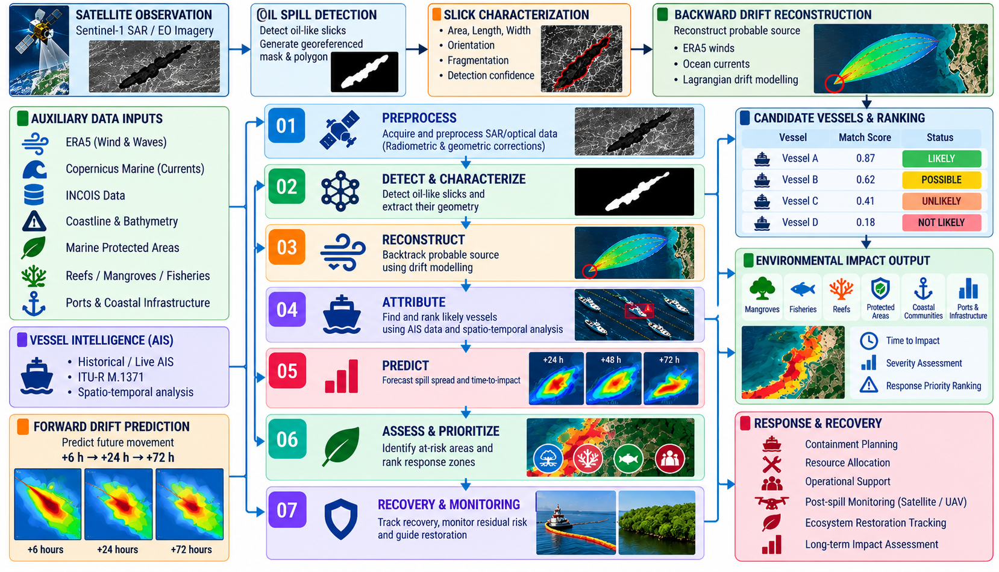 SATELLITE OBSERVATION
Sentinel-1 SAR / EO Imagery
OIL SPILL DETECTION
Detect oil-like slicks
Generate georeferenced
mask & polygon
SLICK CHARACTERIZATION
• Area, Length, Width
• Orientation
• Fragmentation
• Detection confidence
BACKWARD DRIFT RECONSTRUCTION
Reconstruct probable source
• ERA5 winds
• Ocean currents
• Lagrangian drift modelling
AUXILIARY DATA INPUTS
ERA5 (Wind & Waves)
Copernicus Marine (Currents)
INCOIS Data
Coastline & Bathymetry
Marine Protected Areas
Reefs / Mangroves / Fisheries
Ports & Coastal Infrastructure
VESSEL INTELLIGENCE (AIS)
• Historical / Live AIS
• ITU-R M.1371
• Spatio-temporal analysis
FORWARD DRIFT PREDICTION
Predict future movement
+6 h → +24 h → +72 h
+6 hours
+24 hours
+72 hours
01
PREPROCESS
Acquire and preprocess SAR/optical data
(Radiometric & geometric corrections)
02
DETECT & CHARACTERIZE
Detect oil-like slicks and
extract their geometry
03
RECONSTRUCT
Backtrack probable source
using drift modelling
04
ATTRIBUTE
Find and rank likely vessels
using AIS data and spatio-temporal analysis
05
PREDICT
Forecast spill spread and time-to-impact
+24 h
+48 h
+72 h
06
ASSESS & PRIORITIZE
Identify at-risk areas and
rank response zones
07
RECOVERY & MONITORING
Track recovery, monitor residual risk
and guide restoration
CANDIDATE VESSELS & RANKING
Vessel Match Score Status
Vessel A 0.87 LIKELY
Vessel B 0.62 POSSIBLE
Vessel C 0.41 UNLIKELY
Vessel D 0.18 NOT LIKELY
ENVIRONMENTAL IMPACT OUTPUT
Mangroves
Fisheries
Reefs
Protected
Areas
Coastal
Communities
Ports &
Infrastructure
Time to Impact
Severity Assessment
Response Priority Ranking
RESPONSE & RECOVERY
Containment Planning
Resource Allocation
Operational Support
Post-spill Monitoring (Satellite / UAV)
Ecosystem Restoration Tracking
Long-term Impact Assessment